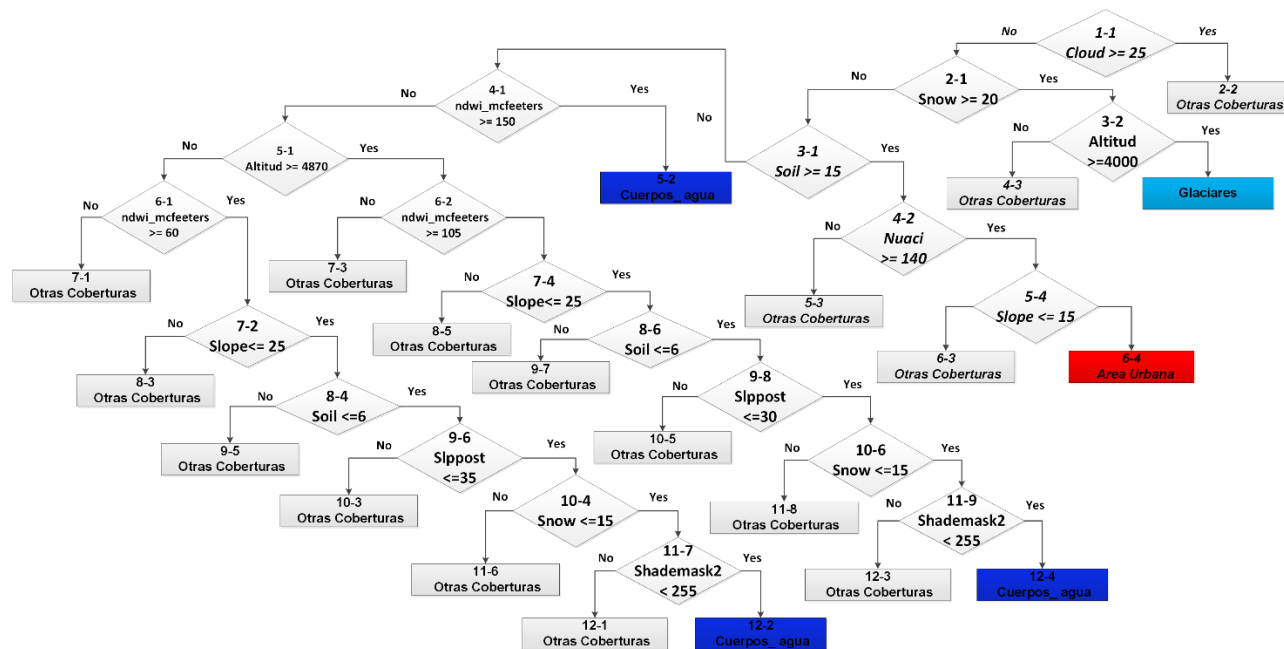 No
1-1
Cloud >= 25
Yes
2-2
Otras Coberturas
No
2-1
Snow >= 20
Yes
No
3-2
Altitud
>=4000
Yes
4-3
Otras Coberturas
Glaciares
No
3-1
Soil >= 15
Yes
No
4-1
ndwi_mcfeeters
>= 150
Yes
5-2
Cuerpos_ agua
No
4-2
Nuaci
>= 140
Yes
5-3
Otras Coberturas
5-4
Slope <= 15
6-3
Otras Coberturas
6-4
Area Urbana
No
5-1
Altitud >= 4870
Yes
No
6-1
ndwi_mcfeeters
>= 60
Yes
7-1
Otras Coberturas
No
6-2
ndwi_mcfeeters
>= 105
Yes
7-3
Otras Coberturas
No
7-2
Slope<= 25
Yes
8-3
Otras Coberturas
No
7-4
Slope<= 25
Yes
8-5
Otras Coberturas
No
8-4
Soil <=6
Yes
9-5
Otras Coberturas
No
8-6
Soil <=6
Yes
9-7
Otras Coberturas
No
9-6
Slppost
<=35
Yes
10-3
Otras Coberturas
No
9-8
Slppost
<=30
Yes
10-5
Otras Coberturas
No
10-4
Snow <=15
Yes
11-6
Otras Coberturas
No
10-6
Snow <=15
Yes
11-8
Otras Coberturas
No
11-7
Shademask2
< 255
Yes
12-1
Otras Coberturas
12-2
Cuerpos_ agua
No
11-9
Shademask2
< 255
Yes
12-3
Otras Coberturas
12-4
Cuerpos_ agua